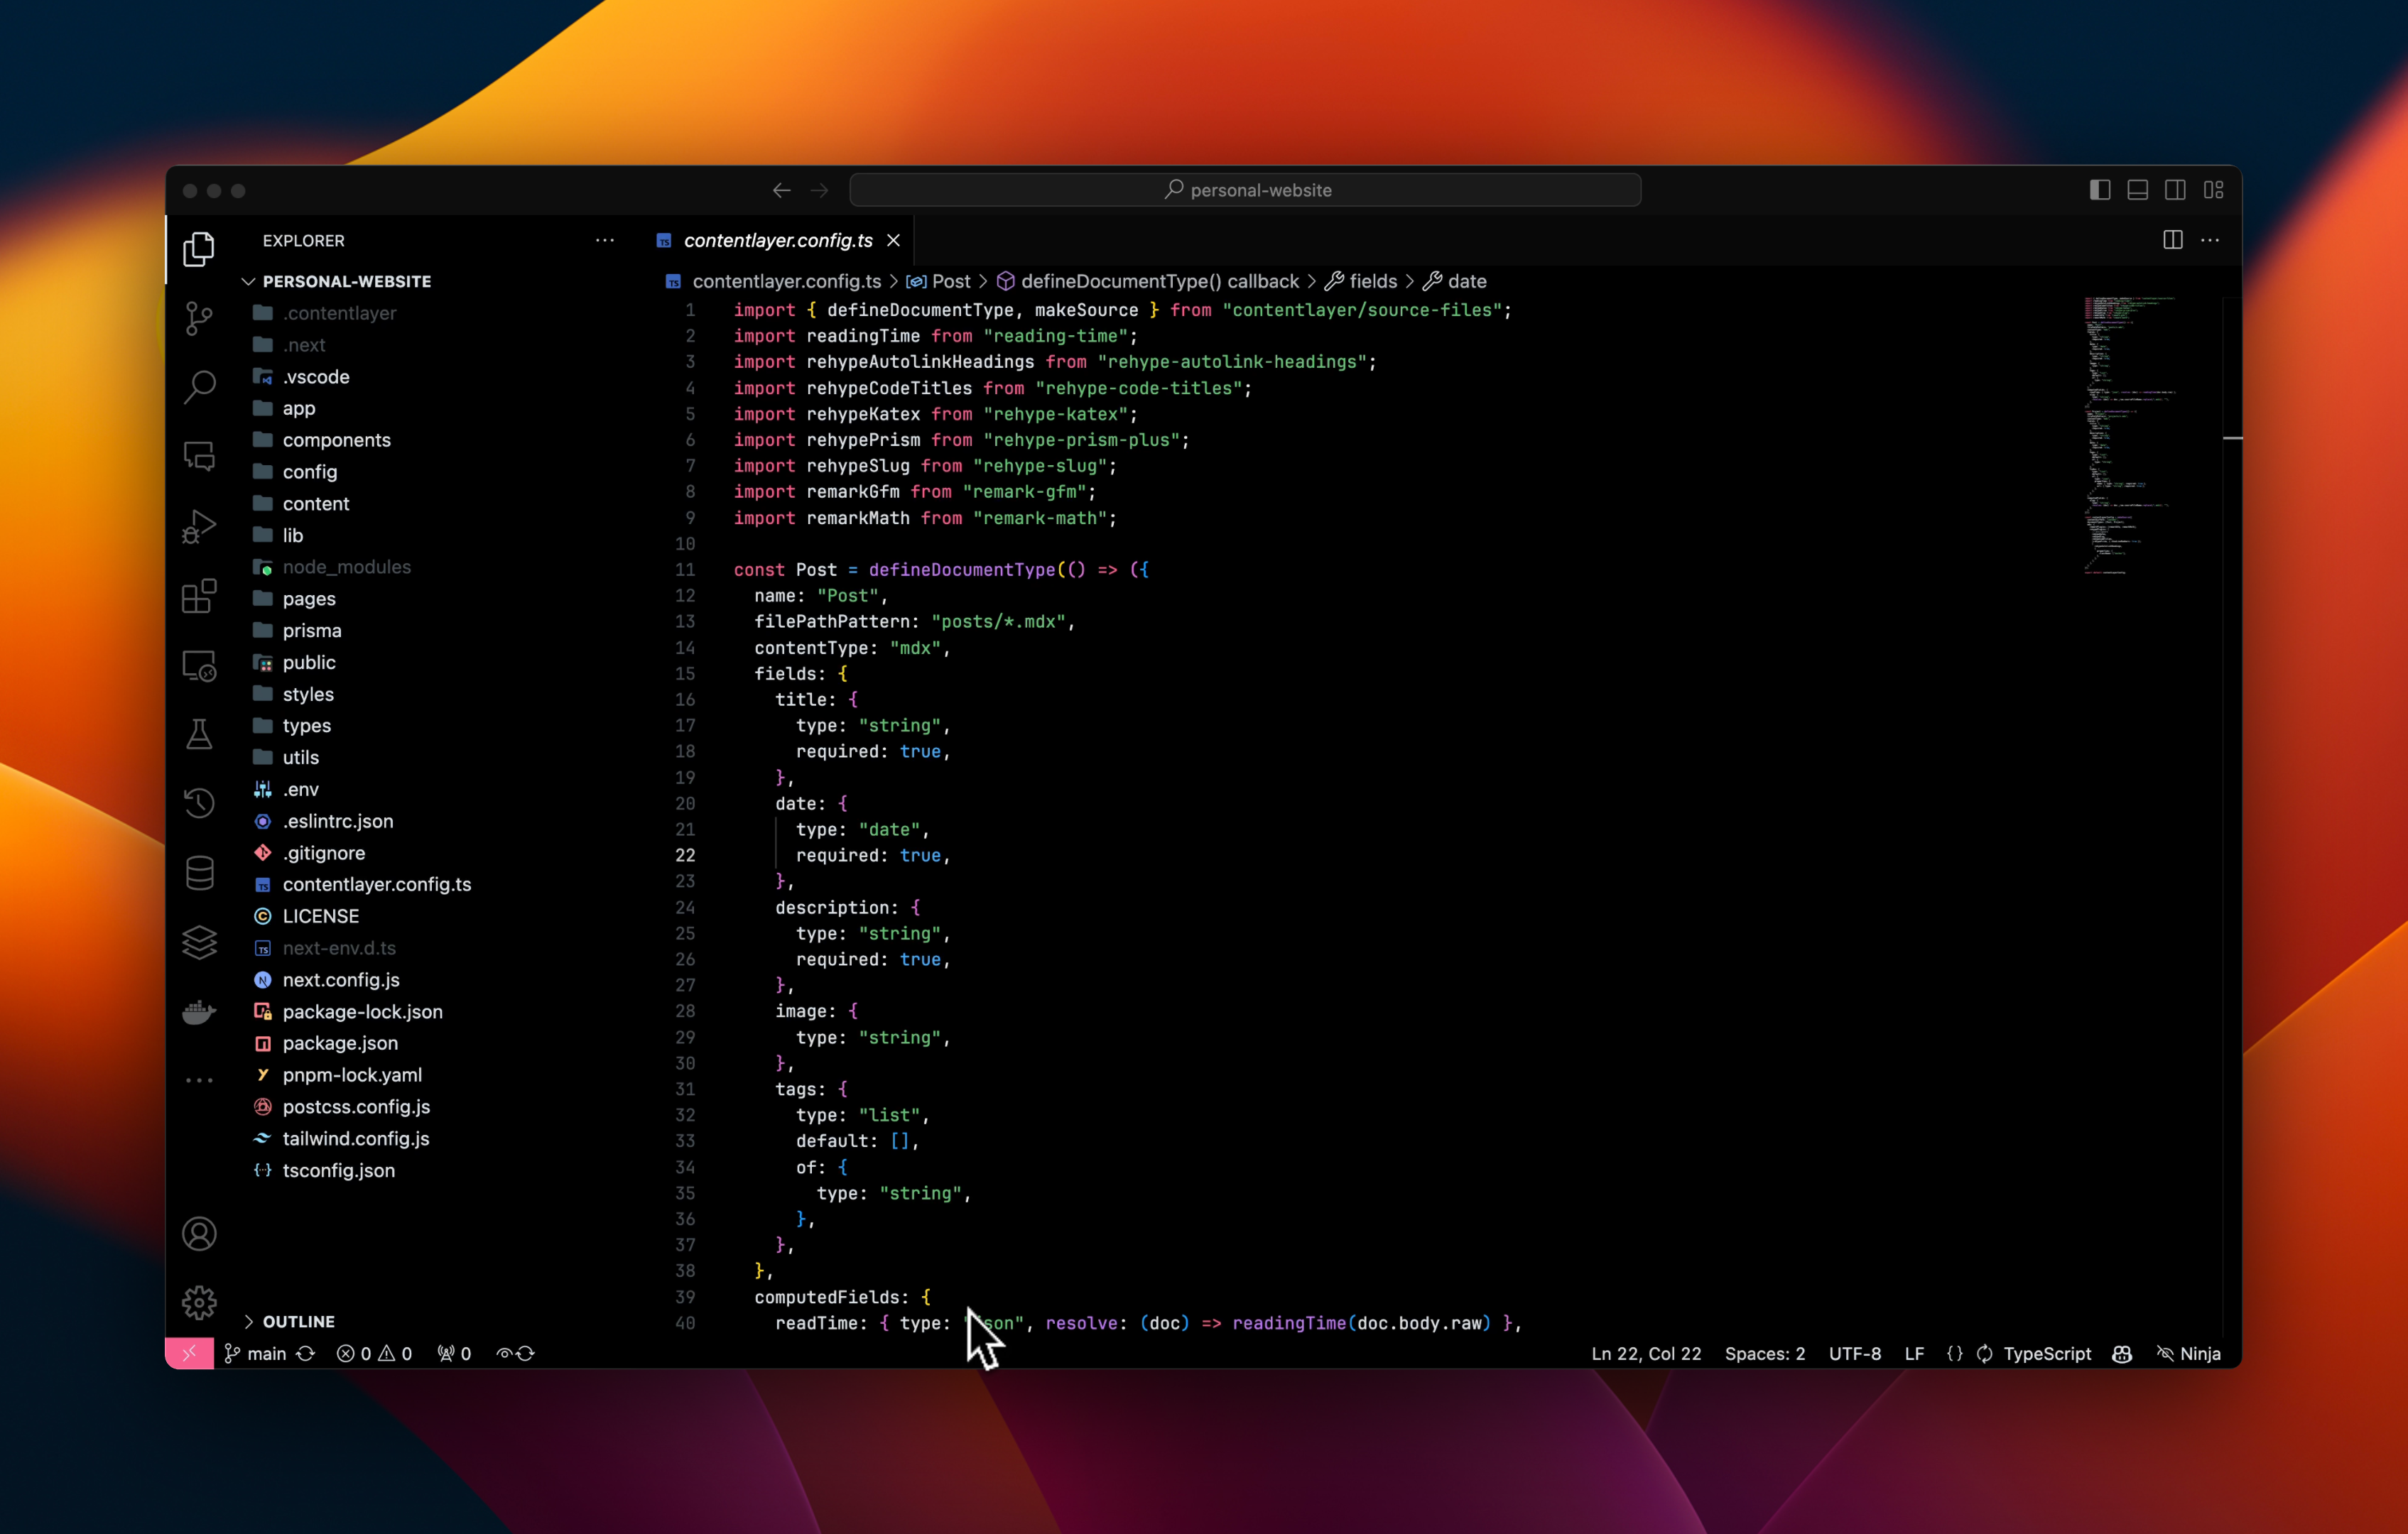 personal-website
EXPLORER
contentlayer.config.ts
PERSONAL-WEBSITE
contentlayer.config.ts > Post > defineDocumentType() callback > fields > date
.contentlayer
.next
.vscode
app
components
config
content
lib
node_modules
pages
prisma
public
styles
types
utils
.env
.eslintrc.json
.gitignore
contentlayer.config.ts
LICENSE
next-env.d.ts
next.config.js
package-lock.json
package.json
pnpm-lock.yaml
postcss.config.js
tailwind.config.js
tsconfig.json
OUTLINE
1 import { defineDocumentType, makeSource } from "contentlayer/source-files";
2 import readingTime from "reading-time";
3 import rehypeAutolinkHeadings from "rehype-autolink-headings";
4 import rehypeCodeTitles from "rehype-code-titles";
5 import rehypeKatex from "rehype-katex";
6 import rehypePrism from "rehype-prism-plus";
7 import rehypeSlug from "rehype-slug";
8 import remarkGfm from "remark-gfm";
9 import remarkMath from "remark-math";
10
11 const Post = defineDocumentType(() => ({
12 name: "Post",
13 filePathPattern: "posts/*.mdx",
14 contentType: "mdx",
15 fields: {
16 title: {
17 type: "string",
18 required: true,
19 },
20 date: {
21 type: "date",
22 required: true,
23 },
24 description: {
25 type: "string",
26 required: true,
27 },
28 image: {
29 type: "string",
30 },
31 tags: {
32 type: "list",
33 default: [],
34 of: {
35 type: "string",
36 },
37 },
38 },
39 computedFields: {
40 readTime: { type: "json", resolve: (doc) => readingTime(doc.body.raw) },
main 0 0 0 Ln 22, Col 22 Spaces: 2 UTF-8 LF {} TypeScript Ninja